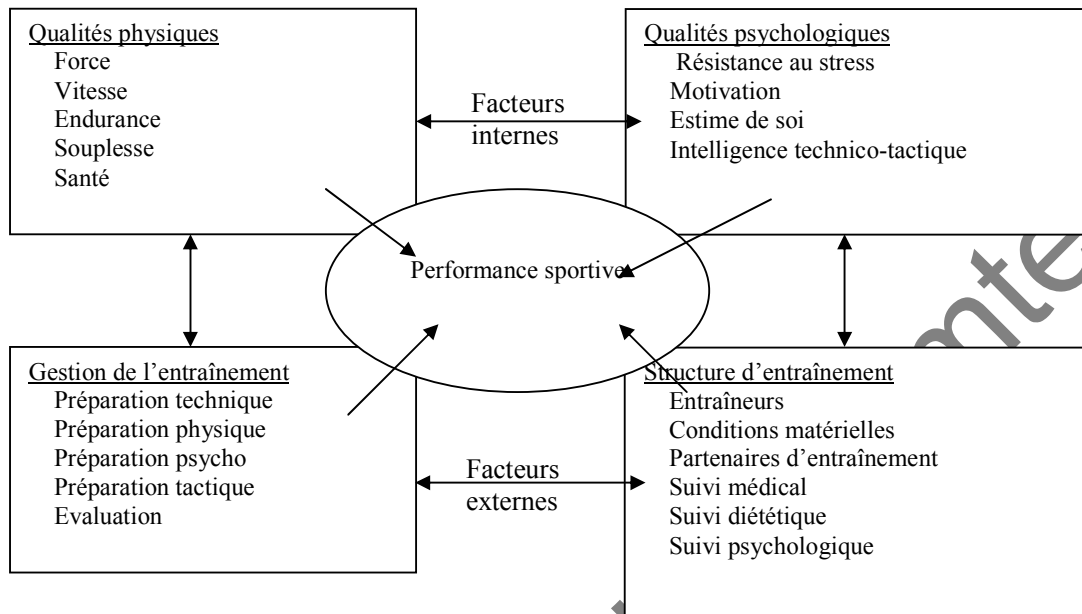 Qualités physiques
Force
Vitesse
Endurance
Souplesse
Santé
Facteurs
internes
Qualités psychologiques
Résistance au stress
Motivation
Estime de soi
Intelligence technico-tactique
Performance sportive
Gestion de l’entraînement
Préparation technique
Préparation physique
Préparation psycho
Préparation tactique
Evaluation
Facteurs
externes
Structure d’entraînement
Entraîneurs
Conditions matérielles
Partenaires d’entraînement
Suivi médical
Suivi diététique
Suivi psychologique